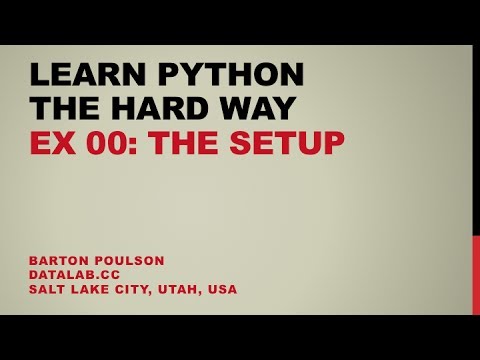 LEARN PYTHON
THE HARD WAY
EX 00: THE SETUP
BARTON POULSON
DATALAB.CC
SALT LAKE CITY, UTAH, USA